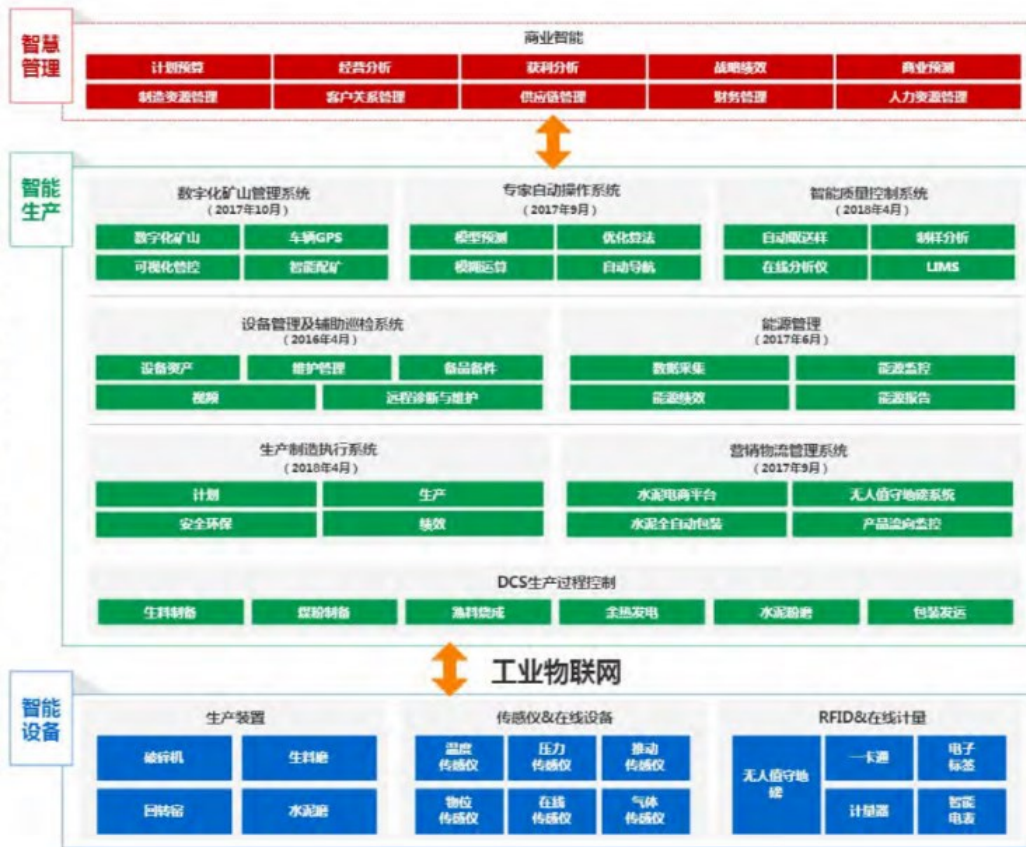 智慧
管理
商业智能
计划预算 经营分析 获利分析 战略绩效 商业预测
制造资源管理 客户关系管理 供应链管理 财务管理 人力资源管理
智能
生产
数字化矿山管理系统 专家自动操作系统 智能质量控制系统
（2017年10月） （2017年9月） （2018年4月）
数字化矿山 车辆GPS 模型预测 优化算法 自动取送样 制样分析
可视化管控 智能配矿 模糊运算 自动导航 在线分析仪 LIMS
设备管理及辅助巡检系统 能源管理
（2016年4月） （2017年6月）
设备资产 维护管理 备品备件 数据采集 能源监控
视频 远程诊断与维护 能源绩效 能源报告
生产制造执行系统 营销物流管理系统
（2018年4月） （2017年9月）
计划 生产 水泥电商平台 无人值守地磅系统
安全环保 绩效 水泥全自动包装 产品流向监控
DCS生产过程控制
生料制备 煤粉制备 熟料烧成 余热发电 水泥粉磨 包装发运
工业物联网
智能
设备
生产装置 传感仪&在线设备 RFID&在线计量
破碎机 生料磨 温度
传感仪 压力
传感仪 推动
传感仪 无人值守地
磅 一卡通 电子
标签
回转窑 水泥磨 物位
传感仪 在线
传感仪 气体
传感仪 计量器 智能
电表